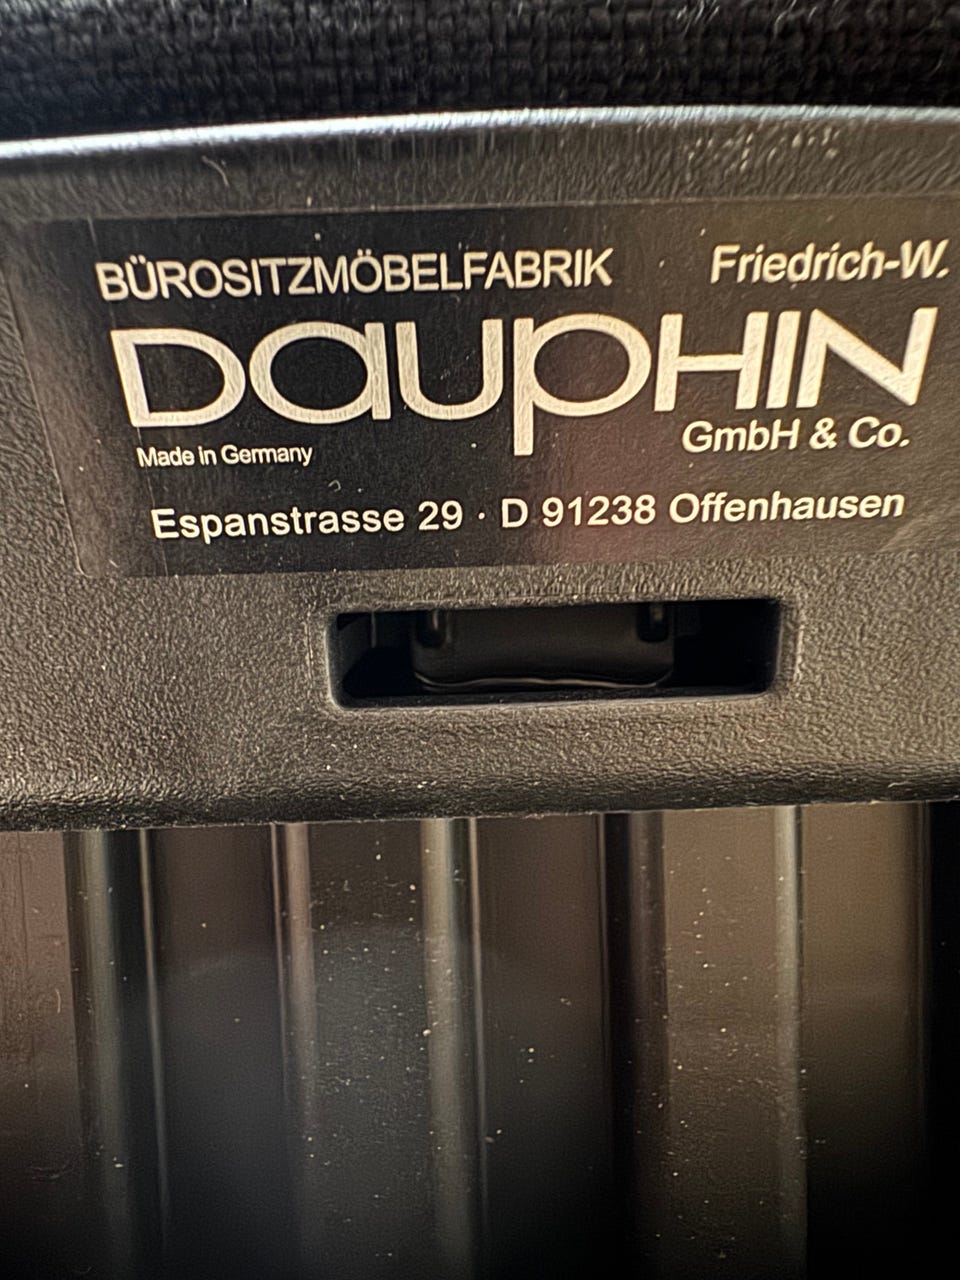 BÜROSITZMÖBELFABRIK Friedrich-W.
DAUPHIN
GmbH & Co.
Made in Germany
Espanstrasse 29 · D 91238 Offenhausen